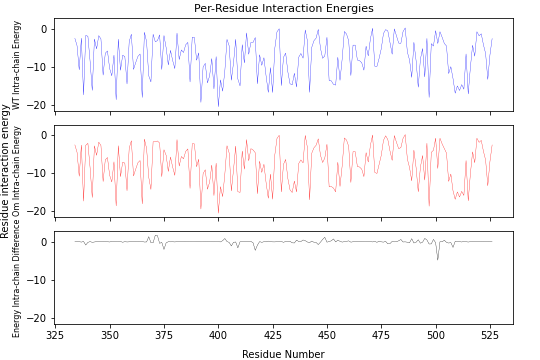 Per-Residue Interaction Energies
WT Intra-chain Energy
0
−10
−20
Residue interaction energy
Om Intra-chain Energy
0
−10
−20
Energy Intra-chain Difference
0
−10
−20
325 350 375 400 425 450 475 500 525
Residue Number